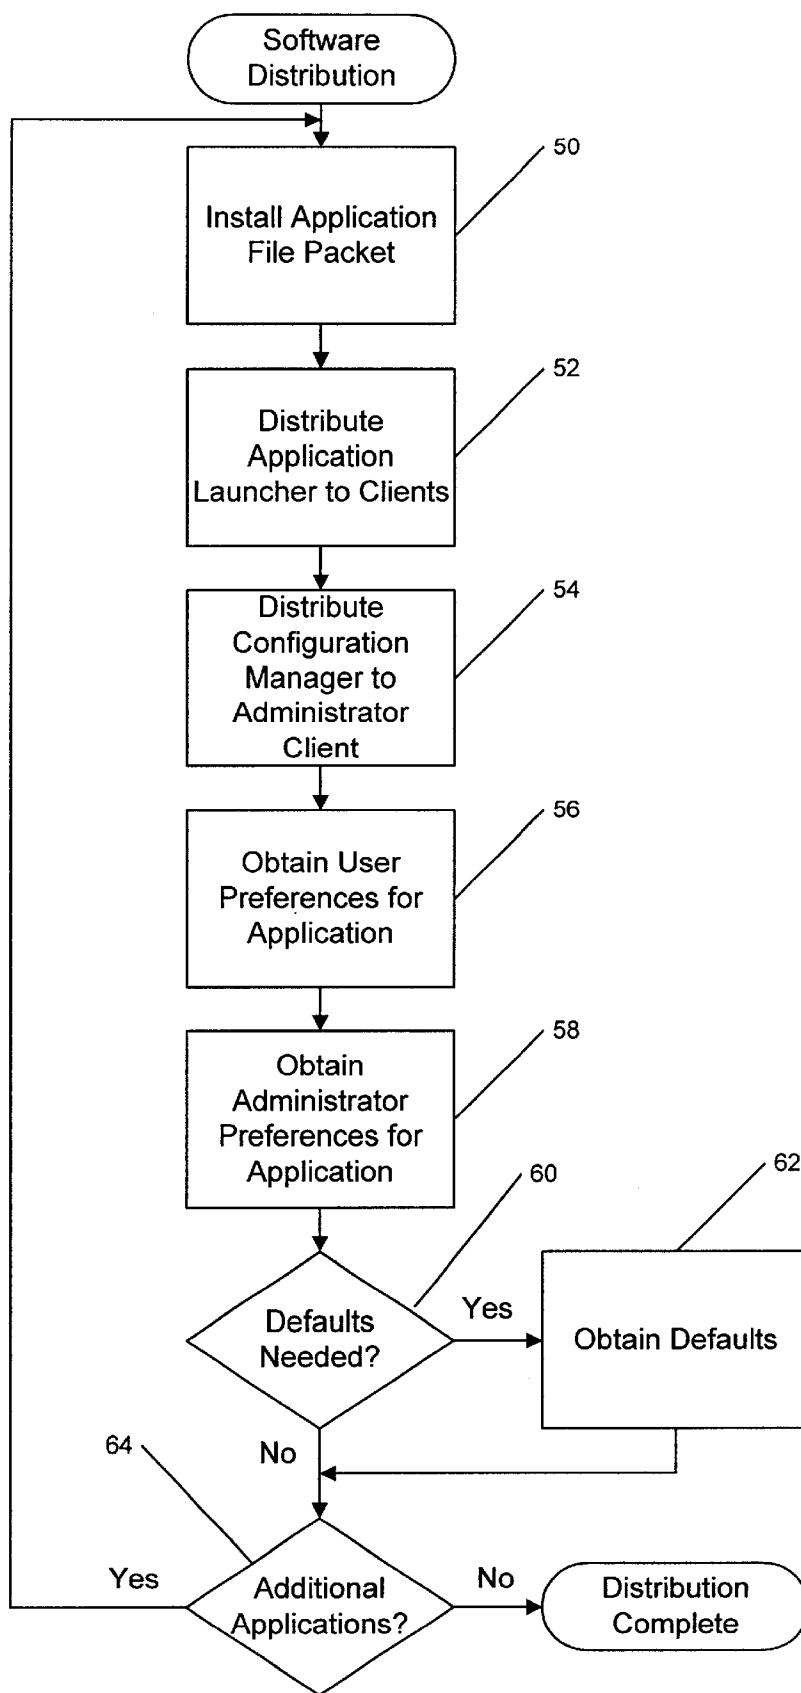 Software
Distribution
50
Install Application
File Packet
52
Distribute
Application
Launcher to Clients
54
Distribute
Configuration
Manager to
Administrator
Client
56
Obtain User
Preferences for
Application
58
Obtain
Administrator
Preferences for
Application
60
62
Defaults
Needed?
Yes
Obtain Defaults
No
64
Yes
Additional
Applications?
No
Distribution
Complete